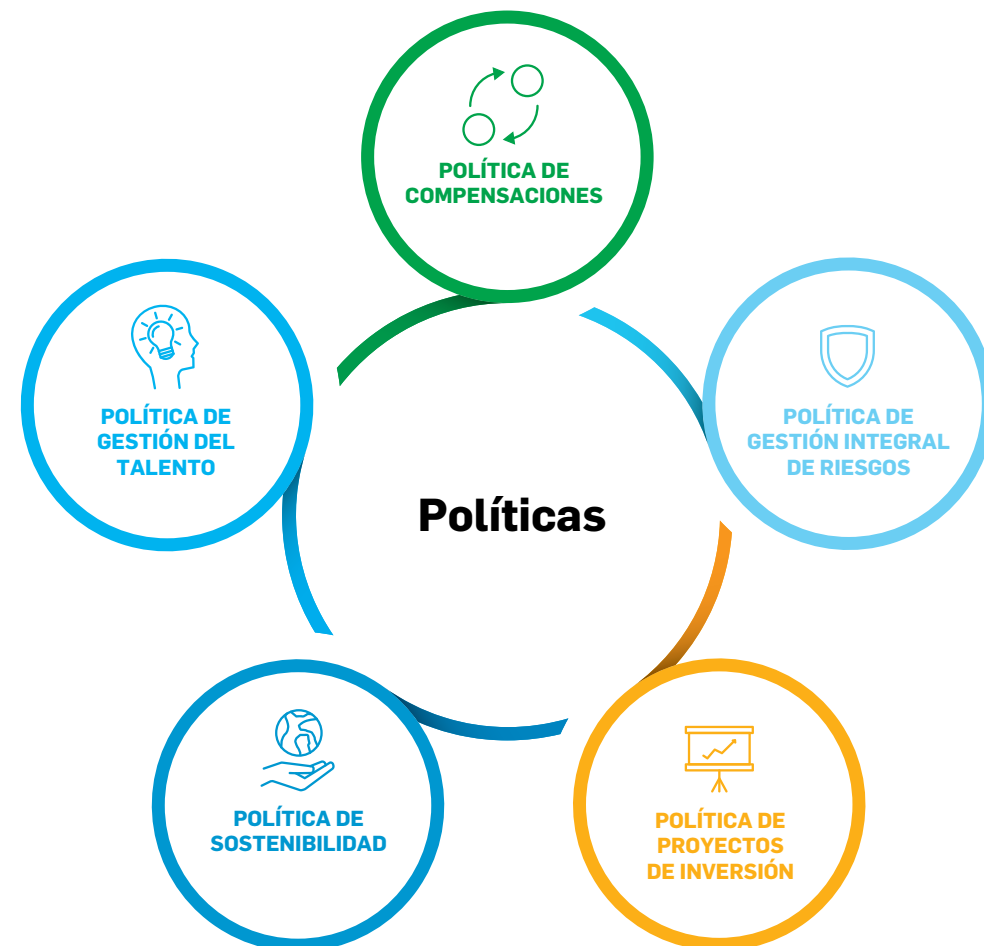 POLÍTICA DE
COMPENSACIONES
POLÍTICA DE
GESTIÓN DEL
TALENTO
POLÍTICA DE
GESTIÓN INTEGRAL
DE RIESGOS
Políticas
POLÍTICA DE
SOSTENIBILIDAD
POLÍTICA DE
PROYECTOS
DE INVERSIÓN